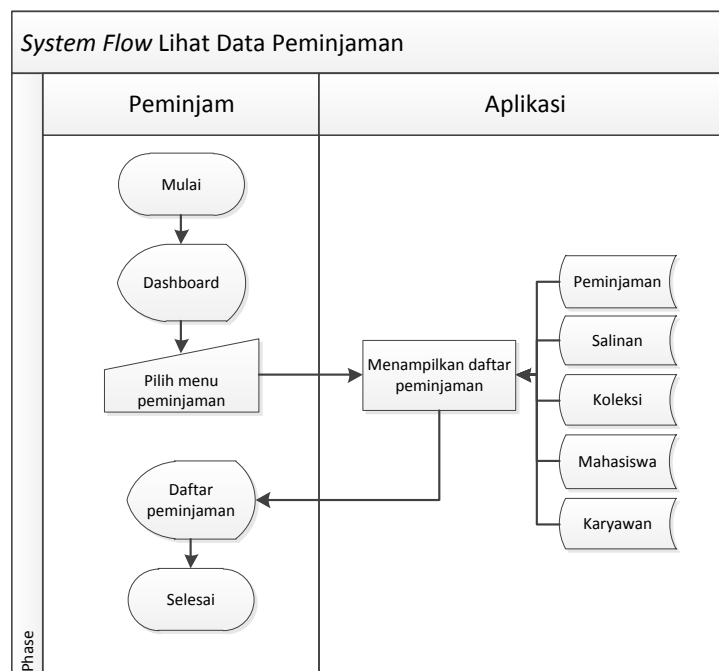 System Flow Lihat Data Peminjaman
Peminjam
Aplikasi
Mulai
Dashboard
Pilih menu
peminjaman
Menampilkan daftar
peminjaman
Peminjaman
Salinan
Koleksi
Mahasiswa
Karyawan
Daftar
peminjaman
Selesai
Phase